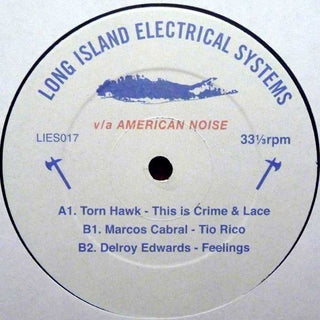 LONG ISLAND ELECTRICAL SYSTEMS
v/a AMERICAN NOISE
LIES017
33⅓rpm
A1. Torn Hawk - This is Crime & Lace
B1. Marcos Cabral - Tio Rico
B2. Delroy Edwards - Feelings